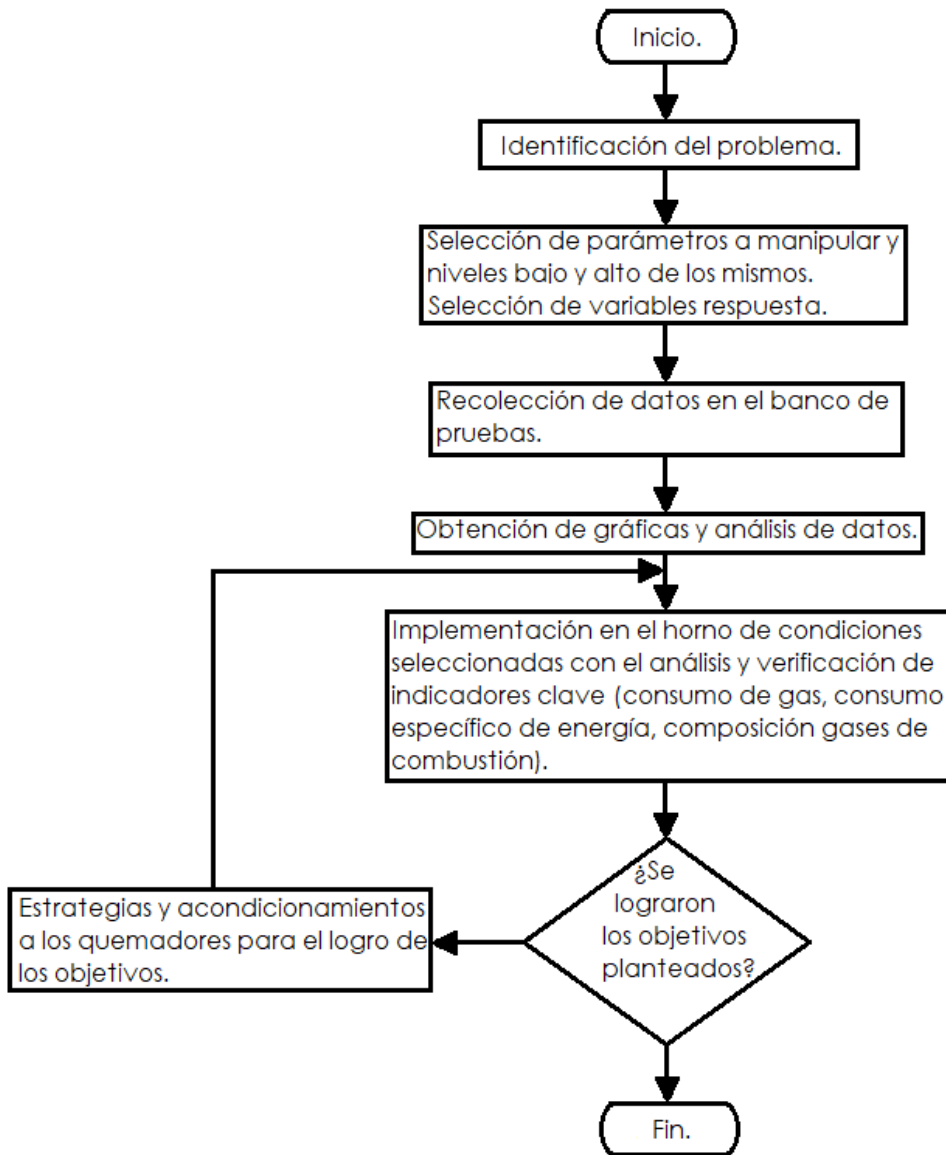 Inicio.
Identificación del problema.
Selección de parámetros a manipular y
niveles bajo y alto de los mismos.
Selección de variables respuesta.
Recolección de datos en el banco de
pruebas.
Obtención de gráficas y análisis de datos.
Implementación en el horno de condiciones
seleccionadas con el análisis y verificación de
indicadores clave (consumo de gas, consumo
específico de energía, composición gases de
combustión).
¿Se
lograron
los objetivos
planteados?
Estrategias y acondicionamientos
a los quemadores para el logro de
los objetivos.
Fin.